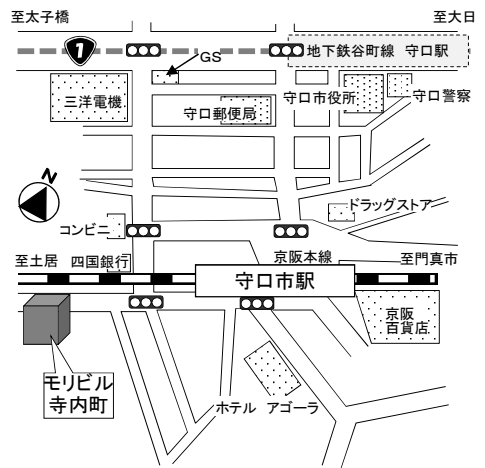 至太子橋
至大日
1
地下鉄谷町線 守口駅
GS
三洋電機
守口郵便局
守口市役所
守口警察
N
ドラッグストア
コンビニ
至土居
四国銀行
京阪本線
至門真市
守口市駅
京阪
百貨店
モリビル
寺内町
ホテル アゴーラ